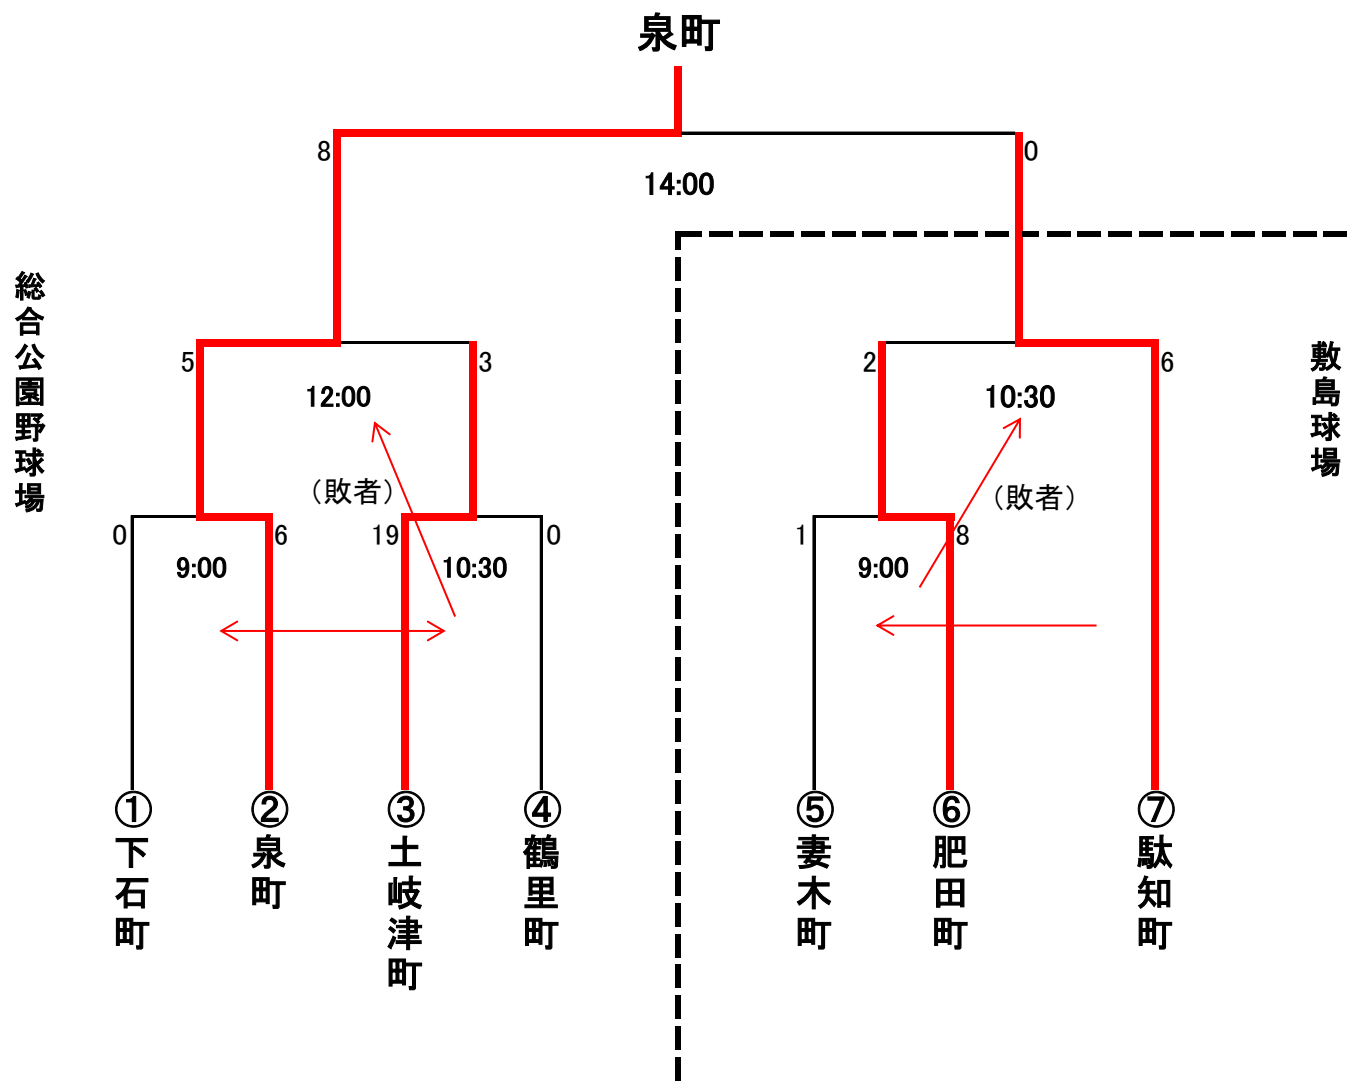 泉町
8
0
14:00
総合公園野球場
敷島球場
5
3
2
6
12:00
10:30
（敗者）
（敗者）
0
6
19
0
1
8
9:00
10:30
9:00
①
②
③
④
⑤
⑥
⑦
下石町
泉町
土岐津町
鶴里町
妻木町
肥田町
駄知町